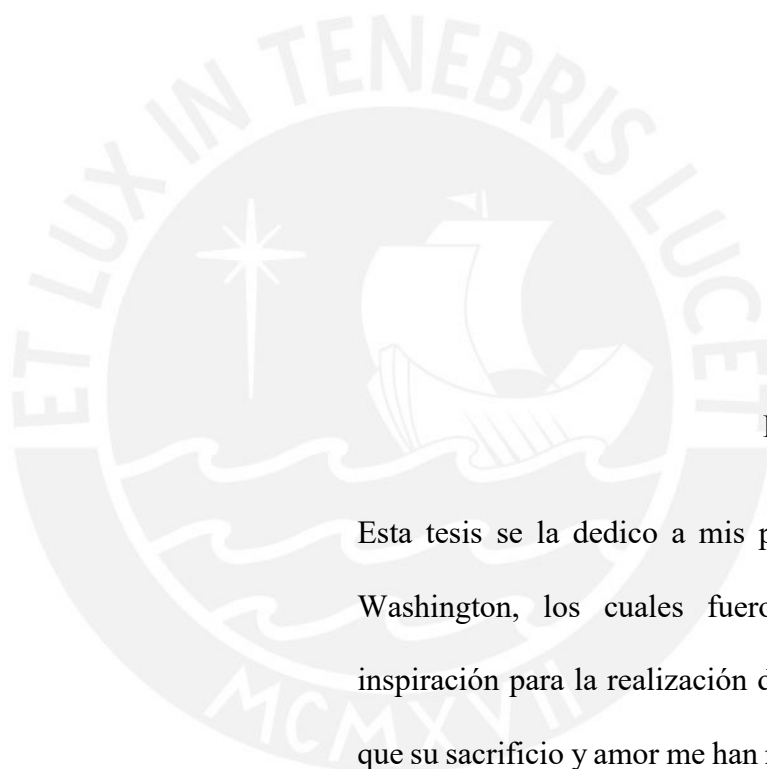 ET LUX IN TENEBRIS LUCET
MCMXVII
Esta tesis se la dedico a mis
Washington, los cuales
inspiración para la realización
que su sacrificio y amor me han